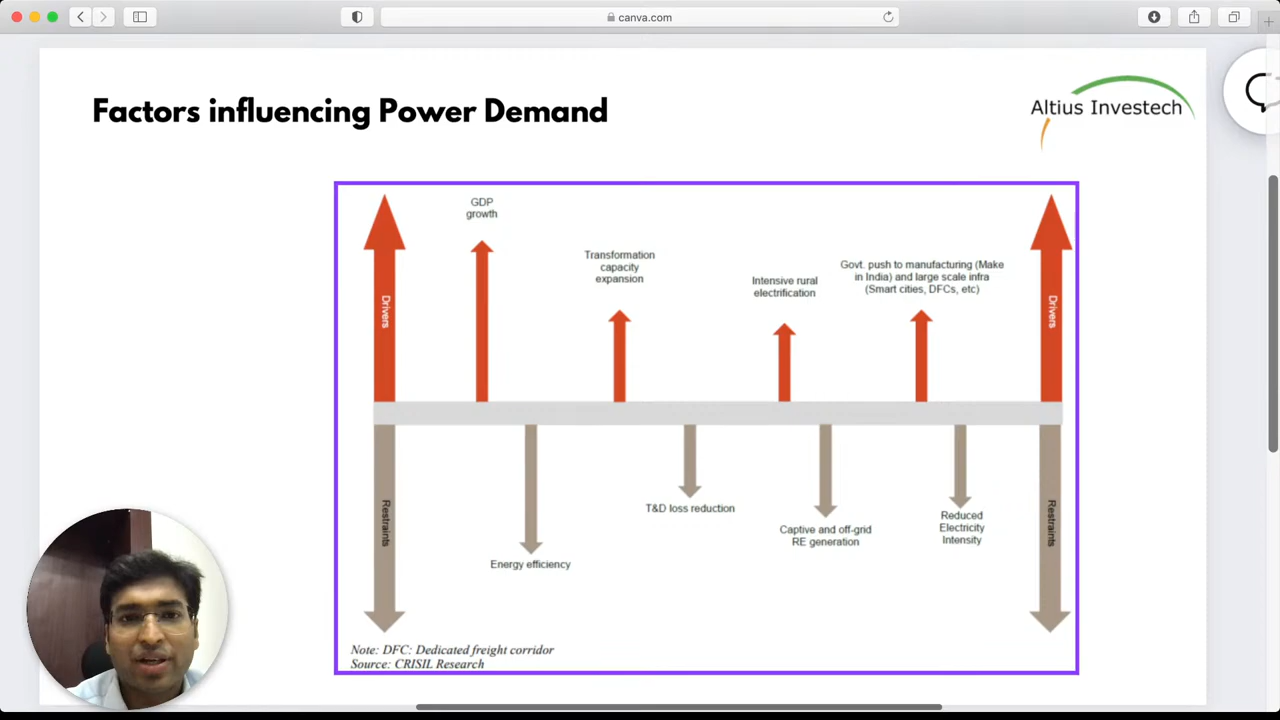 canva.com
Factors influencing Power Demand
Altius Investech
GDP
growth
Transformation
capacity
expansion
Intensive rural
electrification
Govt. push to manufacturing (Make
in India) and large scale infra
(Smart cities, DFCs, etc)
Drivers
Drivers
Restraints
Restraints
Energy efficiency
T&D loss reduction
Captive and off-grid
RE generation
Reduced
Electricity
Intensity
Note: DFC: Dedicated freight corridor
Source: CRISIL Research